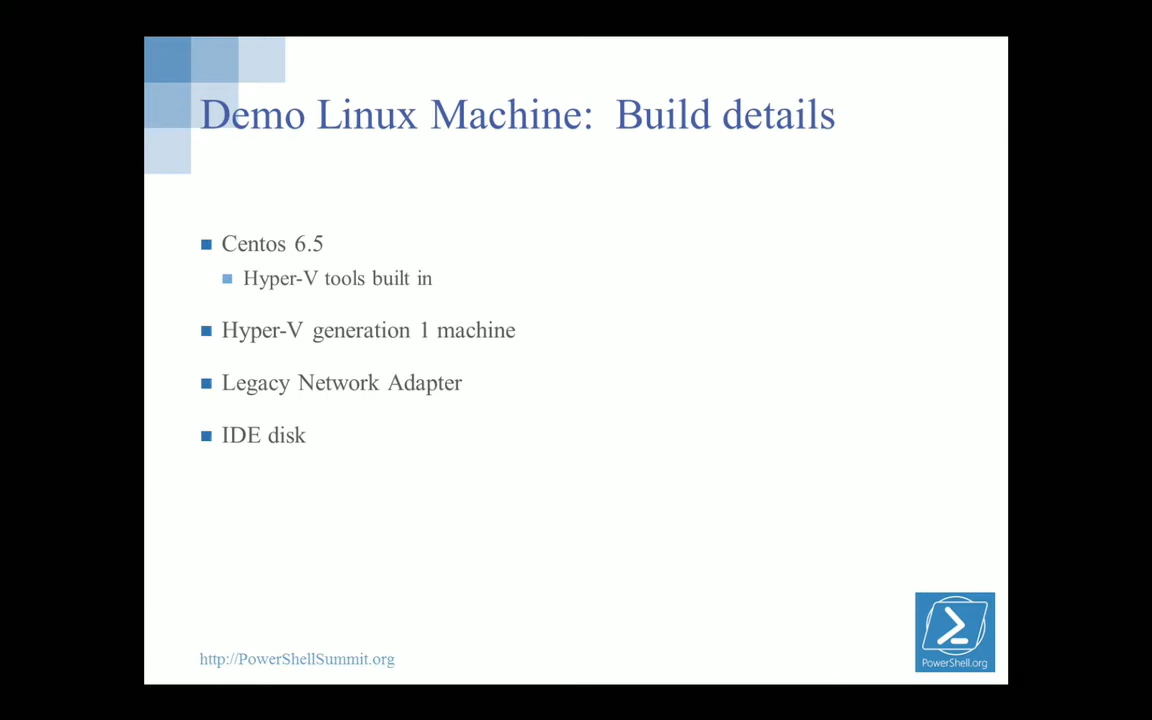 Demo Linux Machine: Build details
Centos 6.5
Hyper-V tools built in
Hyper-V generation 1 machine
Legacy Network Adapter
IDE disk
http://PowerShellSummit.org
PowerShell.org